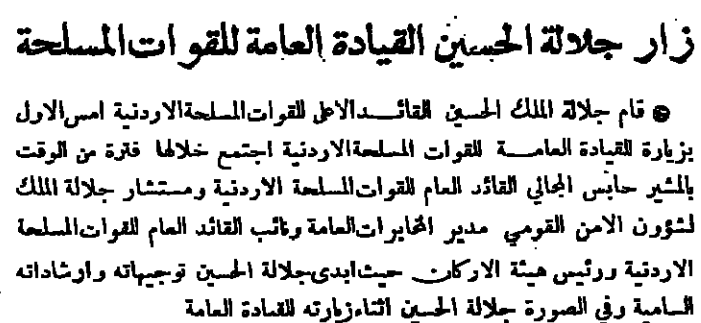 زار جلالة الحسين القيادة العامة للقوات المسلحة
قام جلالة الملك الحسين القائد الاعلى للقوات المسلحة الاردنية امس الاول
بزيارة للقيادة العامة للقوات المسلحة الاردنية اجتمع خلالها فترة من الوقت
بالمشير حابس المجالي القائد العام للقوات المسلحة الاردنية ومستشار جلالة الملك
لشؤون الامن القومي مدير المخابرات العامة ونائب القائد العام للقوات المسلحة
الاردنية ورئيس هيئة الاركان حيث ابدى جلالة الحسين توجيهاته وارشاداته
السامية وفي الصورة جلالة الحسين اثناء زيارته للقيادة العامة